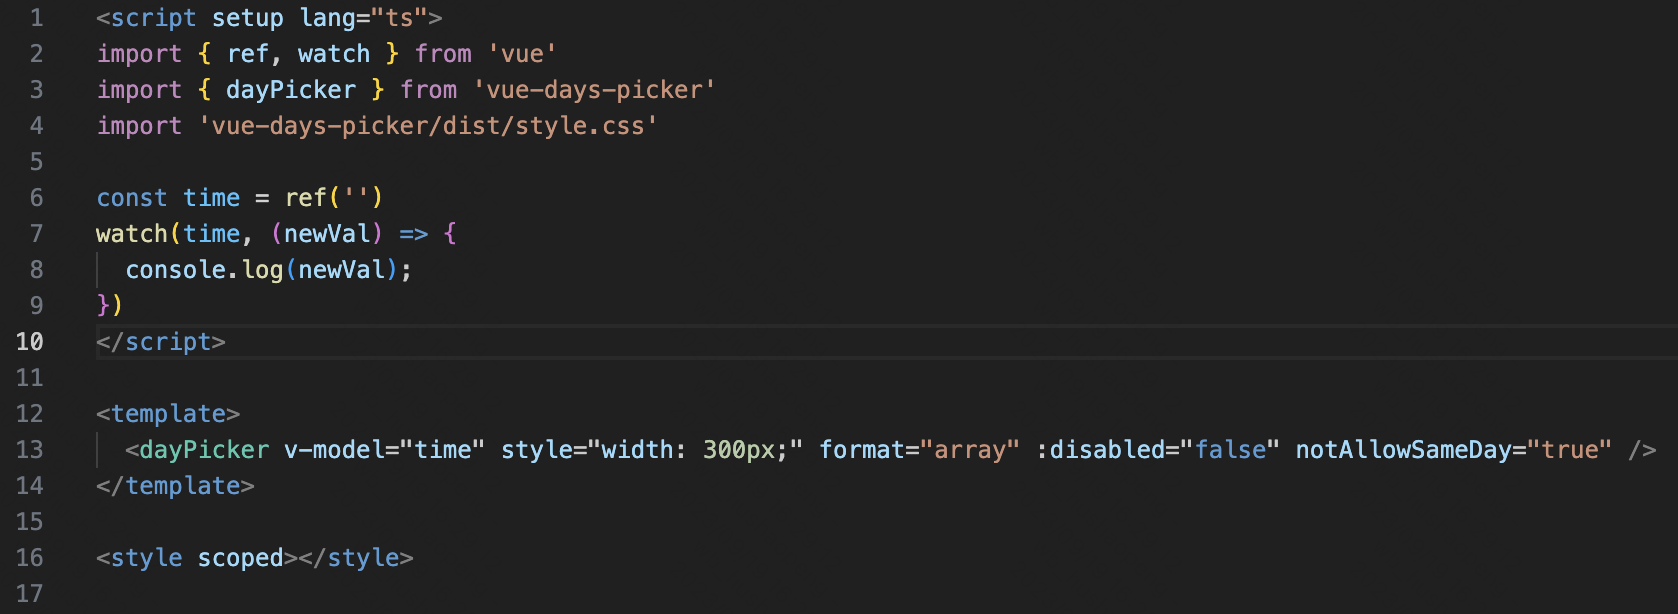 1 <script setup lang="ts">
2 import { ref, watch } from 'vue'
3 import { dayPicker } from 'vue-days-picker'
4 import 'vue-days-picker/dist/style.css'
5
6 const time = ref('')
7 watch(time, (newVal) => {
8   console.log(newVal);
9 })
10 </script>
11
12 <template>
13   <dayPicker v-model="time" style="width: 300px;" format="array" :disabled="false" notAllowSameDay="true" />
14 </template>
15
16 <style scoped></style>
17